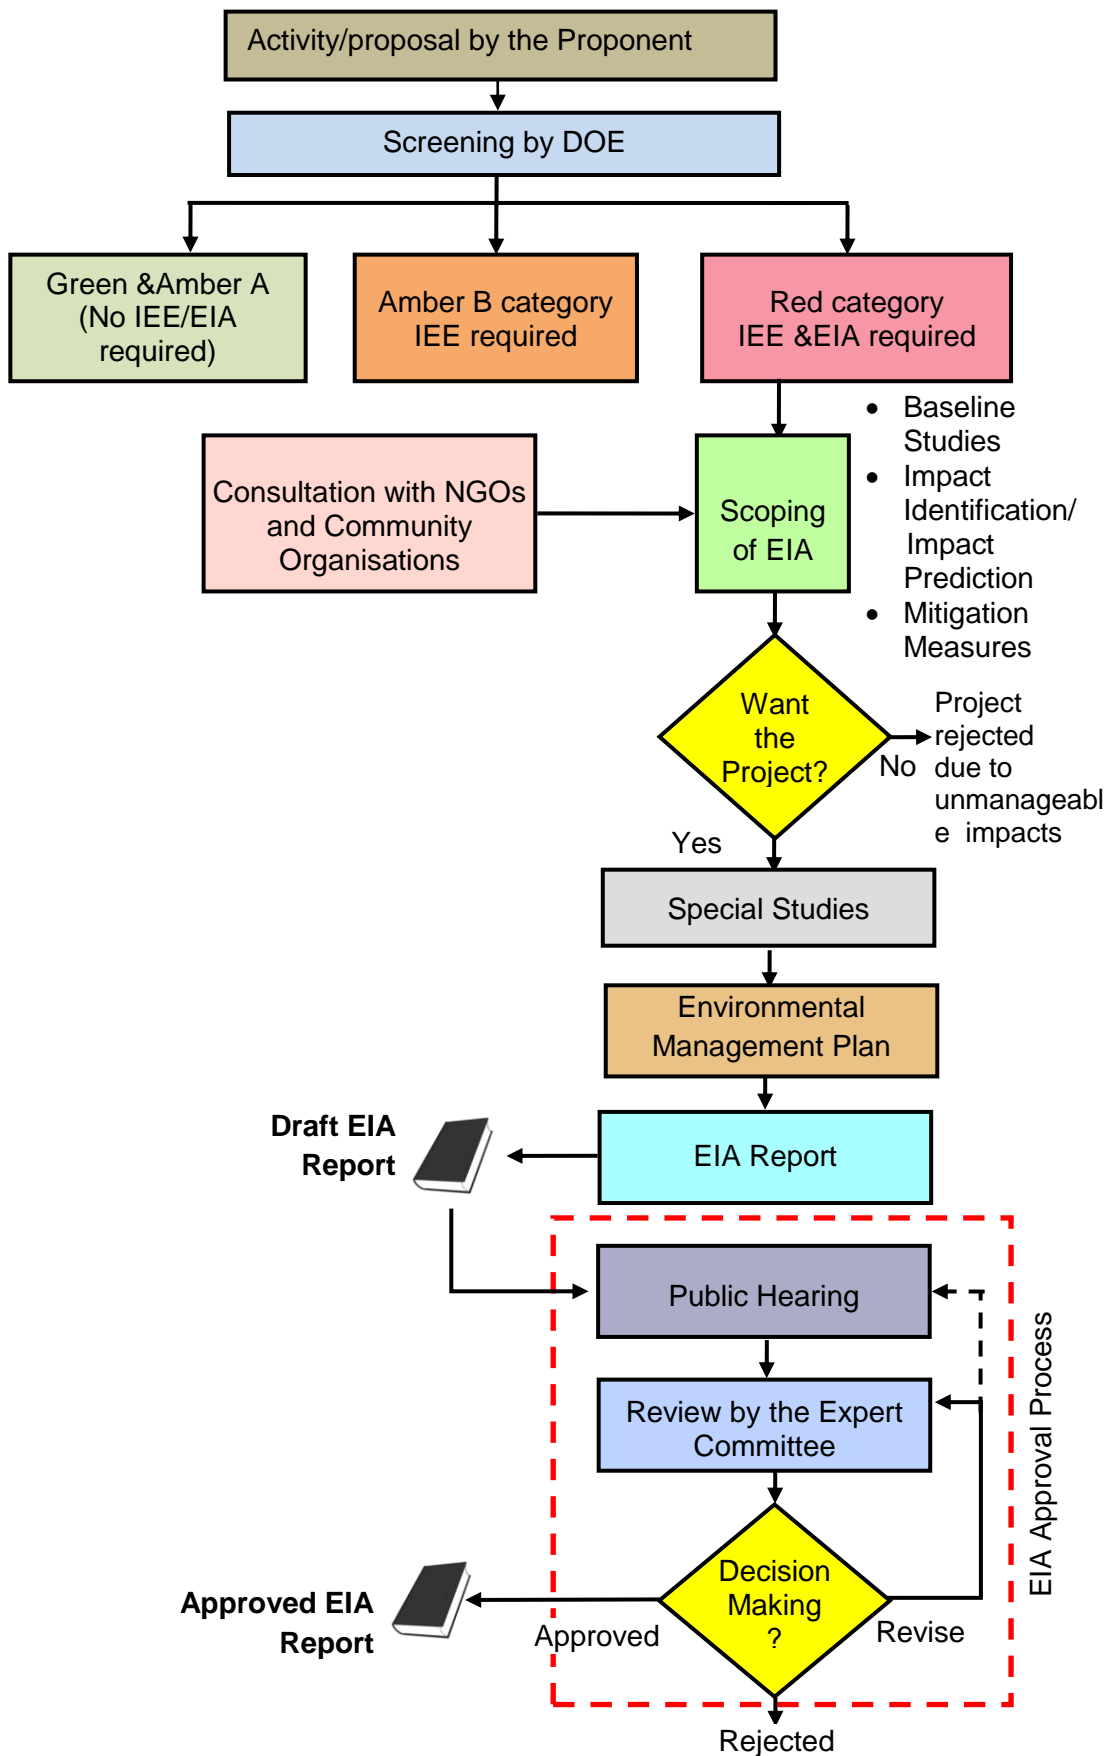 Activity/proposal by the Proponent
Screening by DOE
Green &Amber A
(No IEE/EIA
required)
Amber B category
IEE required
Red category
IEE &EIA required
Consultation with NGOs
and Community
Organisations
Scoping
of EIA
• Baseline
Studies
• Impact
Identification/
Impact
Prediction
• Mitigation
Measures
Want
the
Project?
No
Project
rejected
due to
unmanageabl
e impacts
Yes
Special Studies
Environmental
Management Plan
EIA Report
Draft EIA
Report
Public Hearing
Review by the Expert
Committee
EIA Approval Process
Decision
Making
?
Approved
Revise
Approved EIA
Report
Rejected